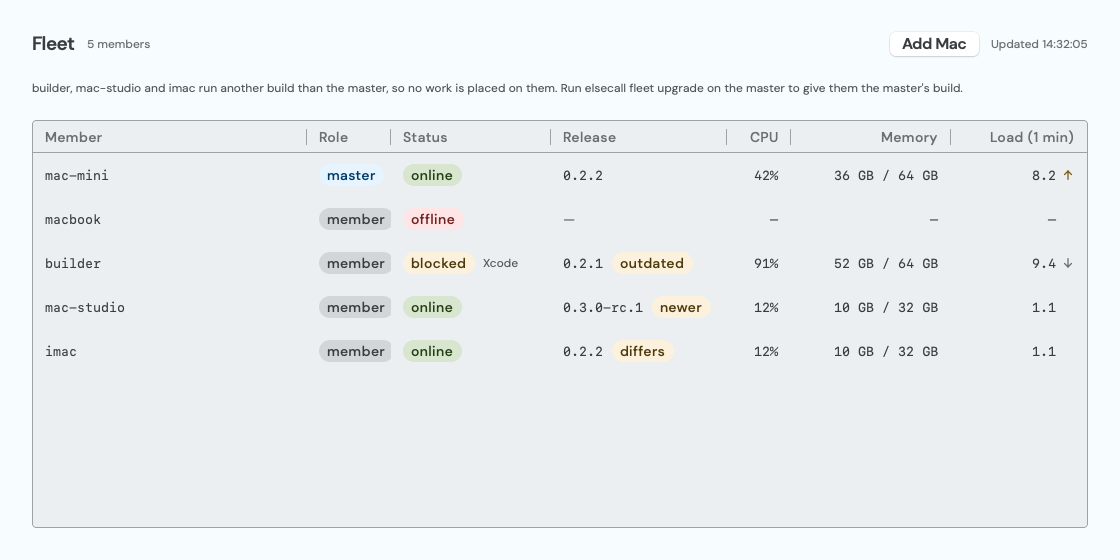 Fleet 5 members Add Mac Updated 14:32:05
builder, mac-studio and imac run another build than the master, so no work is placed on them. Run elsecall fleet upgrade on the master to give them the master's build.
Member Role Status Release CPU Memory Load (1 min)
mac-mini master online 0.2.2 42% 36 GB / 64 GB 8.2 ↑
macbook member offline — — — —
builder member blocked Xcode 0.2.1 outdated 91% 52 GB / 64 GB 9.4 ↓
mac-studio member online 0.3.0-rc.1 newer 12% 10 GB / 32 GB 1.1
imac member online 0.2.2 differs 12% 10 GB / 32 GB 1.1